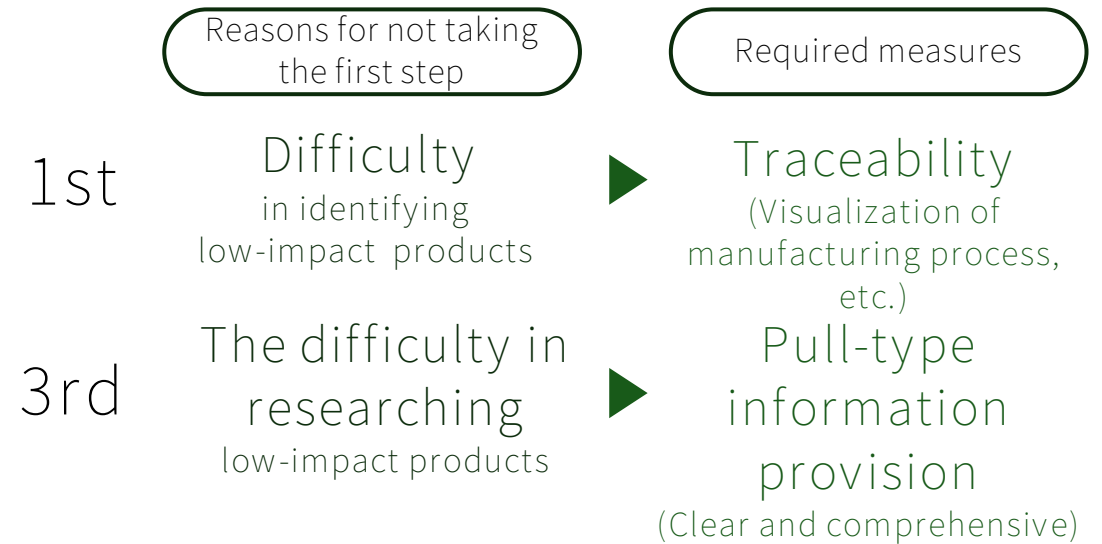 Reasons for not taking
the first step
Required measures
1st
Difficulty
in identifying
low-impact products
Traceability
(Visualization of
manufacturing process,
etc.)
3rd
The difficulty in
researching
low-impact products
Pull-type
information
provision
(Clear and comprehensive)